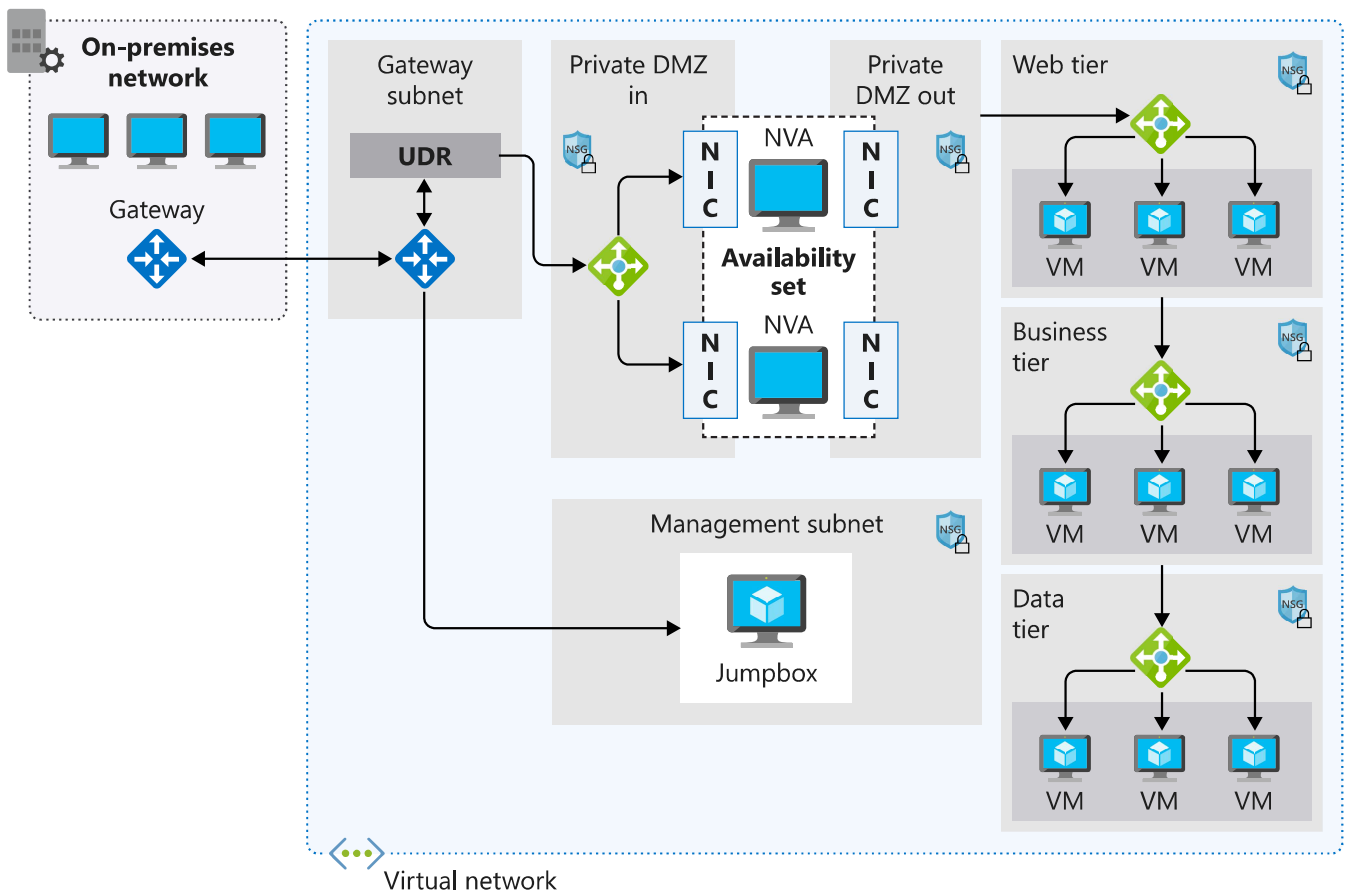 On-premises
network
Gateway
Gateway
subnet
UDR
Private DMZ
in
NSG
N
I
C
NVA
N
I
C
Availability
set
N
I
C
NVA
N
I
C
Private
DMZ out
NSG
Management subnet
NSG
Jumpbox
Web tier
NSG
VM
VM
VM
Business
tier
NSG
VM
VM
VM
Data
tier
NSG
VM
VM
VM
Virtual network